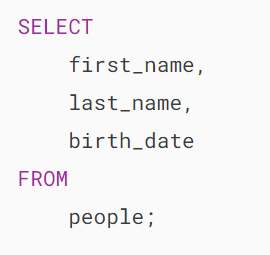 SELECT
    first_name,
    last_name,
    birth_date
FROM
    people;